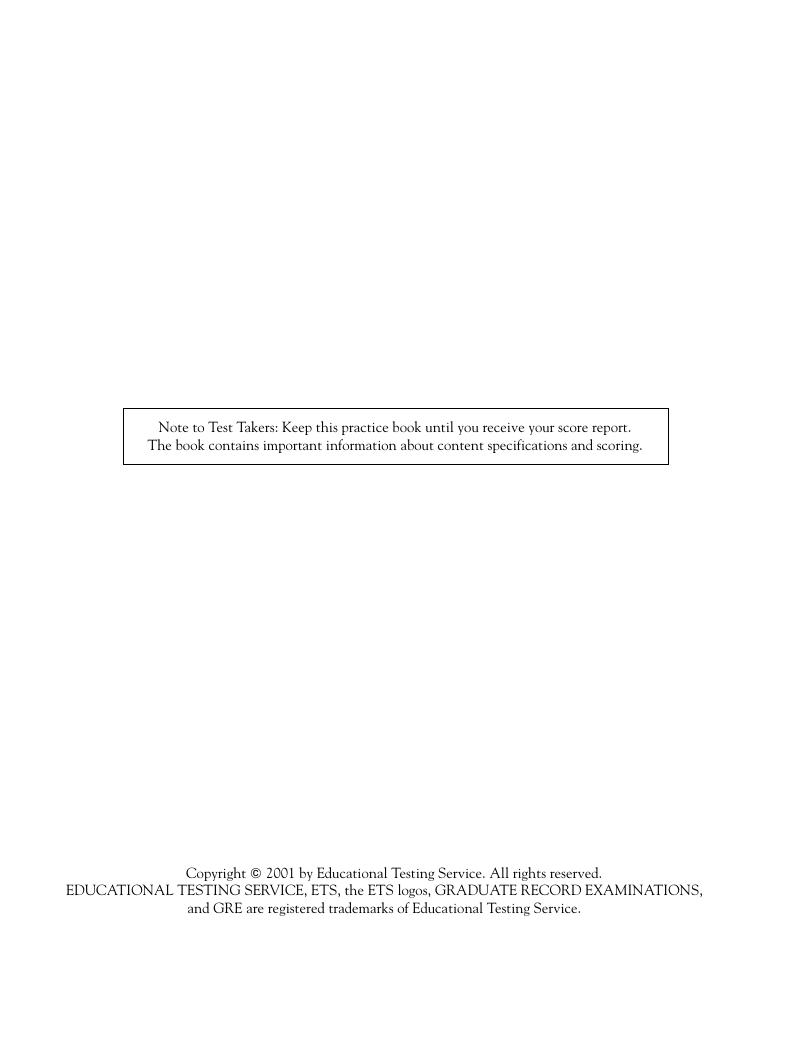 Note to Test Takers: Keep this practice book until you receive your score report.
The book contains important information about content specifications and scoring.
Copyright © 2001 by Educational Testing Service. All rights reserved.
EDUCATIONAL TESTING SERVICE, ETS, the ETS logos, GRADUATE RECORD EXAMINATIONS,
and GRE are registered trademarks of Educational Testing Service.